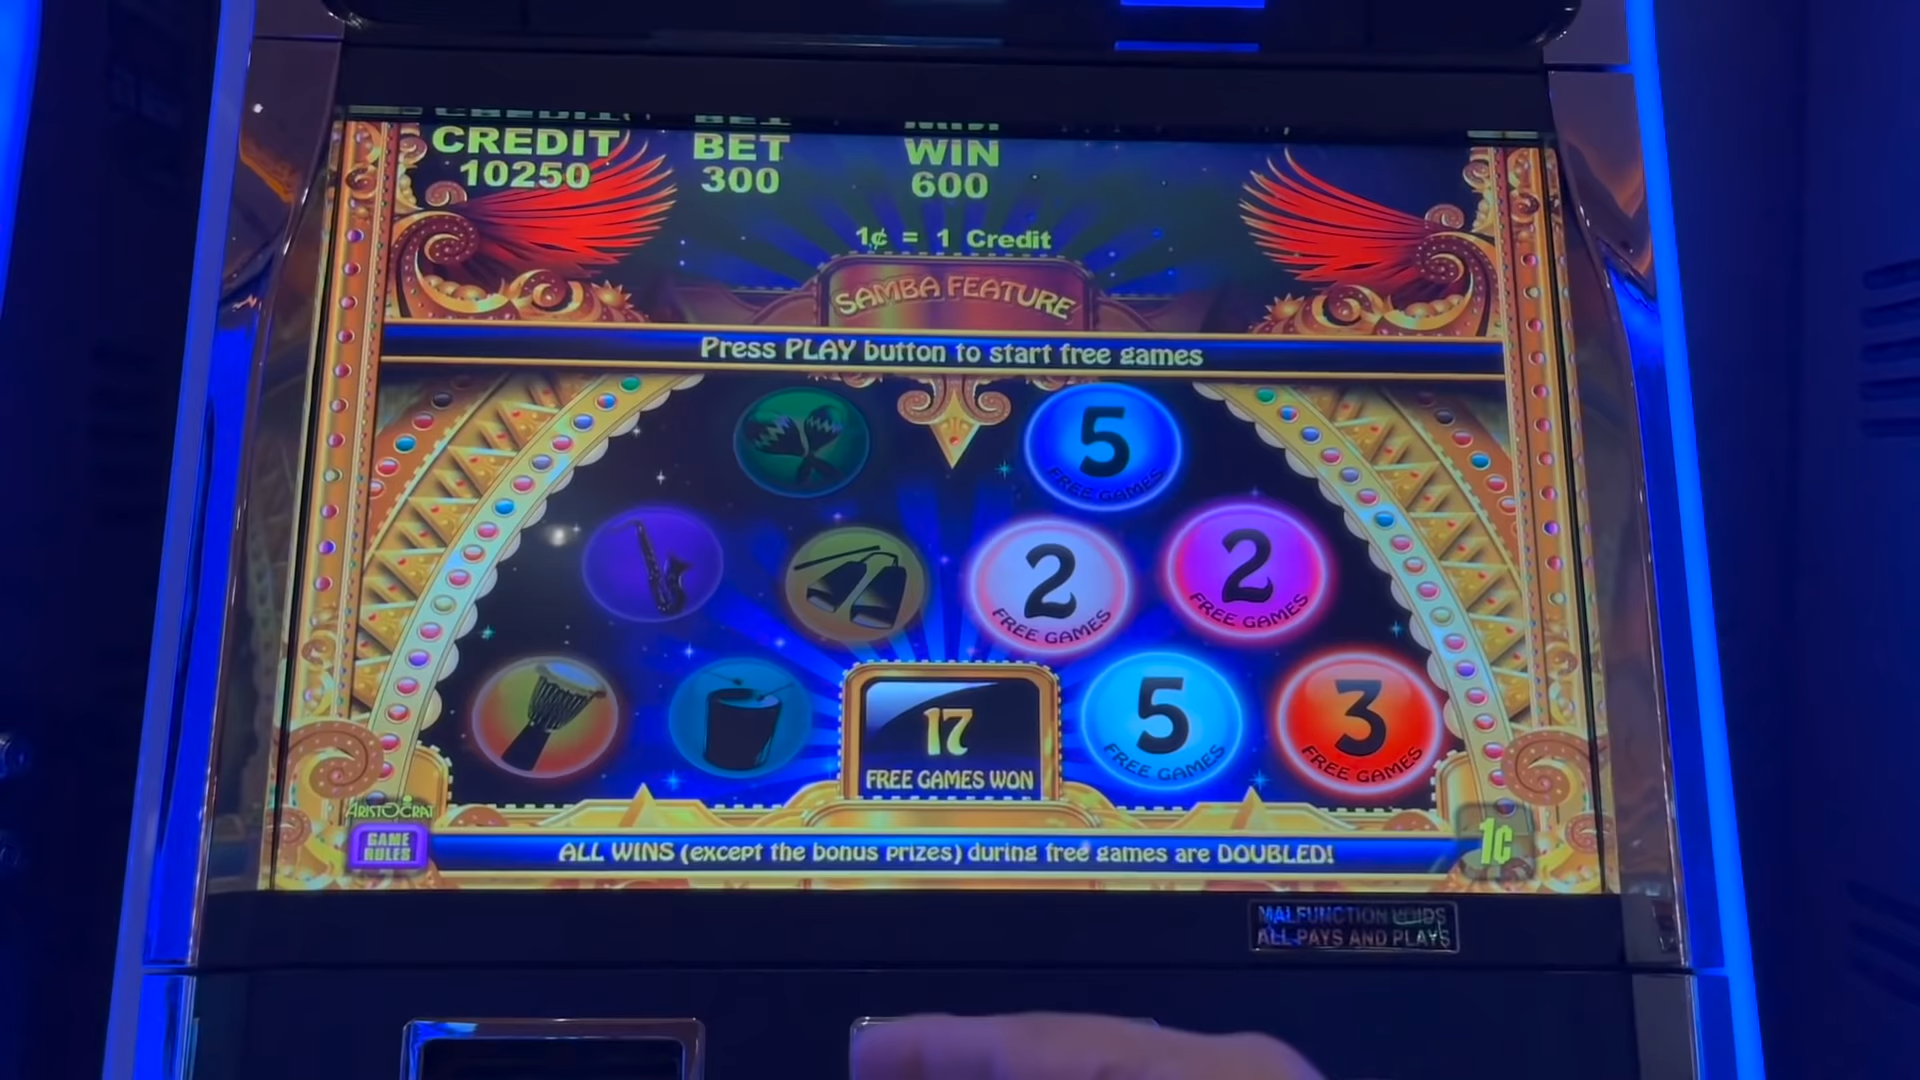 CREDIT BET WIN
10250 300 600
1¢ = 1 Credit
SAMBA FEATURE
Press PLAY button to start free games
5
FREE GAMES
2
FREE GAMES
2
FREE GAMES
5
FREE GAMES
3
FREE GAMES
17
FREE GAMES WON
ARISTOCRAT
GAME
RULES
ALL WINS (except the bonus prizes) during free games are DOUBLED!
1¢
MALFUNCTION VOIDS
ALL PAYS AND PLAYS